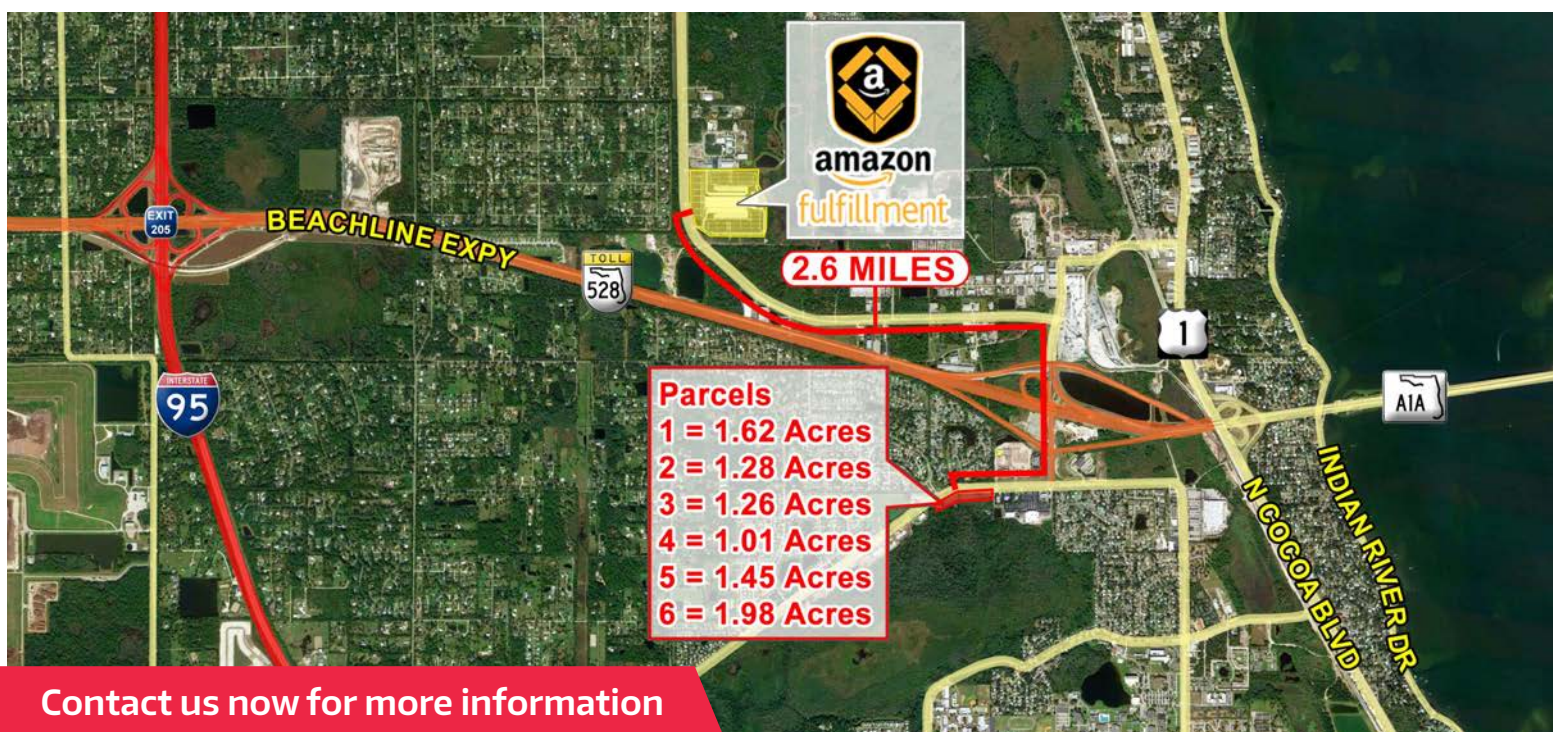 a
amazon
fulfillment
EXIT
205
BEACHLINE EXPY
TOLL
528
2.6 MILES
1
INTERSTATE
95
A1A
Parcels
1 = 1.62 Acres
2 = 1.28 Acres
3 = 1.26 Acres
4 = 1.01 Acres
5 = 1.45 Acres
6 = 1.98 Acres
N COCOA BLVD
INDIAN RIVER DR
Contact us now for more information